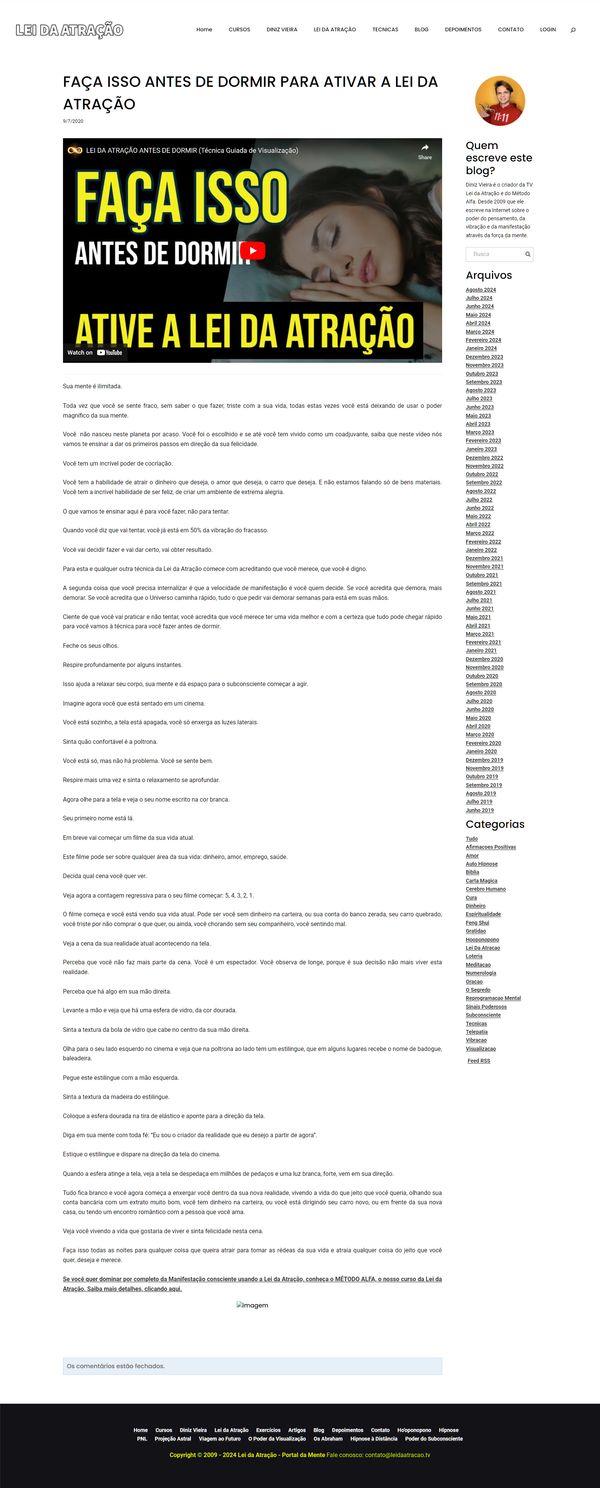 LEI DA ATRAÇÃO
Home CURSOS DINIZ VIEIRA LEI DA ATRAÇÃO TECNICAS BLOG DEPOIMENTOS CONTATO LOGIN
FAÇA ISSO ANTES DE DORMIR PARA ATIVAR A LEI DA
ATRAÇÃO
9/7/2020
LEI DA ATRAÇÃO ANTES DE DORMIR (Técnica Guiada de Visualização)
Share
FAÇA ISSO
ANTES DE DORMIR
ATIVE A LEI DA ATRAÇÃO
Watch on YouTube
Sua mente é ilimitada.
Toda vez que você se sente fraco, sem saber o que fazer, triste com a sua vida, todas estas vezes você está deixando de usar o poder
magnífico da sua mente.
Você não nasceu neste planeta por acaso. Você foi o escolhido e se até você tem vivido como um coadjuvante, saiba que neste vídeo nós
vamos te ensinar a dar os primeiros passos em direção da sua felicidade.
Você tem um incrível poder de cocriação.
Você tem a habilidade de atrair o dinheiro que deseja, o amor que deseja, o carro que deseja. E não estamos falando só de bens materiais.
Você tem a incrível habilidade de ser feliz, de criar um ambiente de extrema alegria.
O que vamos te ensinar aqui é para você fazer, não para tentar.
Quando você diz que vai tentar, você já está em 50% da vibração do fracasso.
Você vai decidir fazer e vai dar certo, vai obter resultado.
Para esta e qualquer outra técnica da Lei da Atração comece com acreditando que você merece, que você é digno.
A segunda coisa que você precisa internalizar é que a velocidade de manifestação é você quem decide. Se você acredita que demora, mais
demorar. Se você acredita que o Universo caminha rápido, tudo o que pedir vai demorar semanas para está em suas mãos.
Ciente de que você vai praticar e não tentar, você acredita que você merece ter uma vida melhor e com a certeza que tudo pode chegar rápido
para você vamos à técnica para você fazer antes de dormir.
Feche os seus olhos.
Respire profundamente por alguns instantes.
Isso ajuda a relaxar seu corpo, sua mente e dá espaço para o subconsciente começar a agir.
Imagine agora você que está sentado em um cinema.
Você está sozinho, a tela está apagada, você só enxerga as luzes laterais.
Sinta quão confortável é a poltrona.
Você está só, mas não há problema. Você se sente bem.
Respire mais uma vez e sinta o relaxamento se aprofundar.
Agora olhe para a tela e veja o seu nome escrito na cor branca.
Seu primeiro nome está lá.
Em breve vai começar um filme da sua vida atual.
Este filme pode ser sobre qualquer área da sua vida: dinheiro, amor, emprego, saúde.
Decida qual cena você quer ver.
Veja agora a contagem regressiva para o seu filme começar: 5, 4, 3, 2, 1.
O filme começa e você está vendo sua vida atual. Pode ser você sem dinheiro na carteira, ou sua conta do banco zerada, seu carro quebrado,
você triste por não comprar o que quer, ou ainda, você chorando sem seu companheiro, você sentindo mal.
Veja a cena da sua realidade atual acontecendo na tela.
Perceba que você não faz mais parte da cena. Você é um espectador. Você observa de longe, porque é sua decisão não mais viver esta
realidade.
Perceba que há algo em sua mão direita.
Levante a mão e veja que há uma esfera de vidro, da cor dourada.
Sinta a textura da bola de vidro que cabe no centro da sua mão direita.
Olha para o seu lado esquerdo no cinema e veja que na poltrona ao lado tem um estilingue, que em alguns lugares recebe o nome de badogue,
baleadeira.
Pegue este estilingue com a mão esquerda.
Sinta a textura da madeira do estilingue.
Coloque a esfera dourada na tira de elástico e aponte para a direção da tela.
Diga em sua mente com toda fé: "Eu sou o criador da realidade que eu desejo a partir de agora".
Estique o estilingue e dispare na direção da tela do cinema.
Quando a esfera atinge a tela, veja a tela se despedaça em milhões de pedaços e uma luz branca, forte, vem em sua direção.
Tudo fica branco e você agora começa a enxergar você dentro da sua nova realidade, vivendo a vida do que jeito que você queria, olhando sua
conta bancária com um extrato muito bom, você tem dinheiro na carteira, ou você está dirigindo seu carro novo, ou em frente da sua nova
casa, ou tendo um encontro romântico com a pessoa que você ama.
Veja você vivendo a vida que gostaria de viver e sinta felicidade nesta cena.
Faça isso todas as noites para qualquer coisa que queira atrair para tomar as rédeas da sua vida e atraia qualquer coisa do jeito que você
quer, deseja e merece.
Se você quer dominar por completo da Manifestação consciente usando a Lei da Atração, conheça o MÉTODO ALFA, o nosso curso da Lei da
Atração. Saiba mais detalhes, clicando aqui.
Imagem
Os comentários estão fechados.
11:11
Quem
escreve este
blog?
Diniz Vieira é o criador da TV
Lei da Atração e do Método
Alfa. Desde 2009 que ele
escreve na Internet sobre o
poder do pensamento, da
vibração e da manifestação
através da força da mente.
Busca
Arquivos
Agosto 2024
Julho 2024
Junho 2024
Maio 2024
Abril 2024
Março 2024
Fevereiro 2024
Janeiro 2024
Dezembro 2023
Novembro 2023
Outubro 2023
Setembro 2023
Agosto 2023
Julho 2023
Junho 2023
Maio 2023
Abril 2023
Março 2023
Fevereiro 2023
Janeiro 2023
Dezembro 2022
Novembro 2022
Outubro 2022
Setembro 2022
Agosto 2022
Julho 2022
Junho 2022
Maio 2022
Abril 2022
Março 2022
Fevereiro 2022
Janeiro 2022
Dezembro 2021
Novembro 2021
Outubro 2021
Setembro 2021
Agosto 2021
Julho 2021
Junho 2021
Maio 2021
Abril 2021
Março 2021
Fevereiro 2021
Janeiro 2021
Dezembro 2020
Novembro 2020
Outubro 2020
Setembro 2020
Agosto 2020
Julho 2020
Junho 2020
Maio 2020
Abril 2020
Março 2020
Fevereiro 2020
Janeiro 2020
Dezembro 2019
Novembro 2019
Outubro 2019
Setembro 2019
Agosto 2019
Julho 2019
Junho 2019
Categorias
Tudo
Afirmacoes Positivas
Amor
Auto Hipnose
Bíblia
Carta Magica
Cerebro Humano
Cura
Dinheiro
Espiritualidade
Feng Shui
Gratidao
Hooponopono
Lei Da Atracao
Loteria
Meditacao
Numerologia
Oracao
O Segredo
Reprogramacao Mental
Sinais Poderosos
Subconsciente
Tecnicas
Telepatia
Vibracao
Visualizacao
Feed RSS
Home Cursos Diniz Vieira Lei da Atração Exercícios Artigos Blog Depoimentos Contato Ho'oponopono Hipnose
PNL Projeção Astral Viagem ao Futuro O Poder da Visualização Os Abraham Hipnose à Distância Poder do Subconsciente
Copyright © 2009 - 2024 Lei da Atração - Portal da Mente Fale conosco: contato@leidaatracao.tv